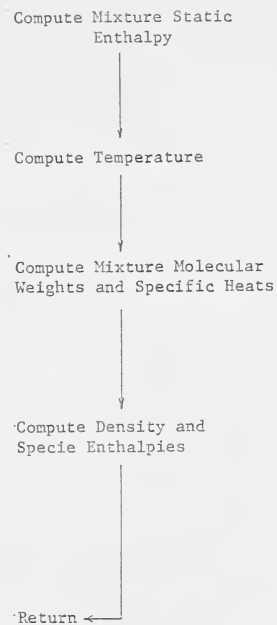 Compute Mixture Static
Enthalpy
Compute Temperature
Compute Mixture Molecular
Weights and Specific Heats
Compute Density and
Specie Enthalpies
Return